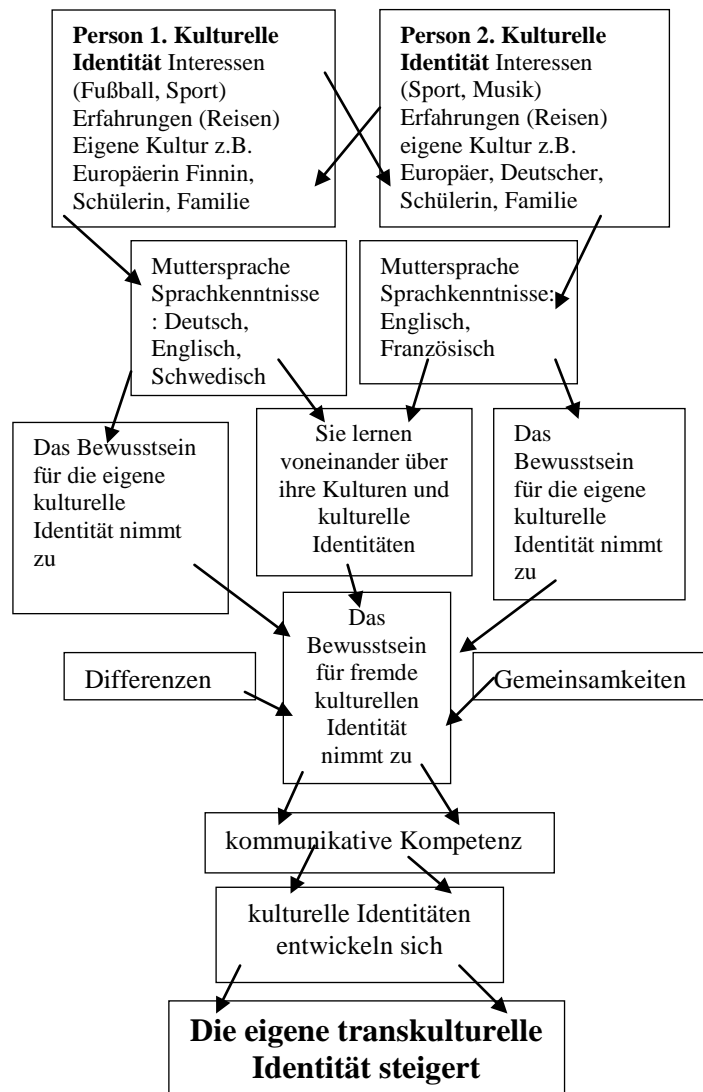 Person 1. Kulturelle
Identität Interessen
(Fußball, Sport)
Erfahrungen (Reisen)
Eigene Kultur z.B.
Europäerin Finnin,
Schülerin, Familie
Person 2. Kulturelle
Identität Interessen
(Sport, Musik)
Erfahrungen (Reisen)
eigene Kultur z.B.
Europäer, Deutscher,
Schülerin, Familie
Muttersprache
Sprachkenntnisse
: Deutsch,
Englisch,
Schwedisch
Muttersprache
Sprachkenntnisse:
Englisch,
Französisch
Das Bewusstsein
für die eigene
kulturelle
Identität nimmt
zu
Sie lernen
voneinander über
ihre Kulturen und
kulturelle
Identitäten
Das
Bewusstsein
für die eigene
kulturelle
Identität nimmt
zu
Das
Bewusstsein
für fremde
kulturellen
Identität
nimmt zu
Differenzen
Gemeinsamkeiten
kommunikative Kompetenz
kulturelle Identitäten
entwickeln sich
Die eigene transkulturelle
Identität steigert